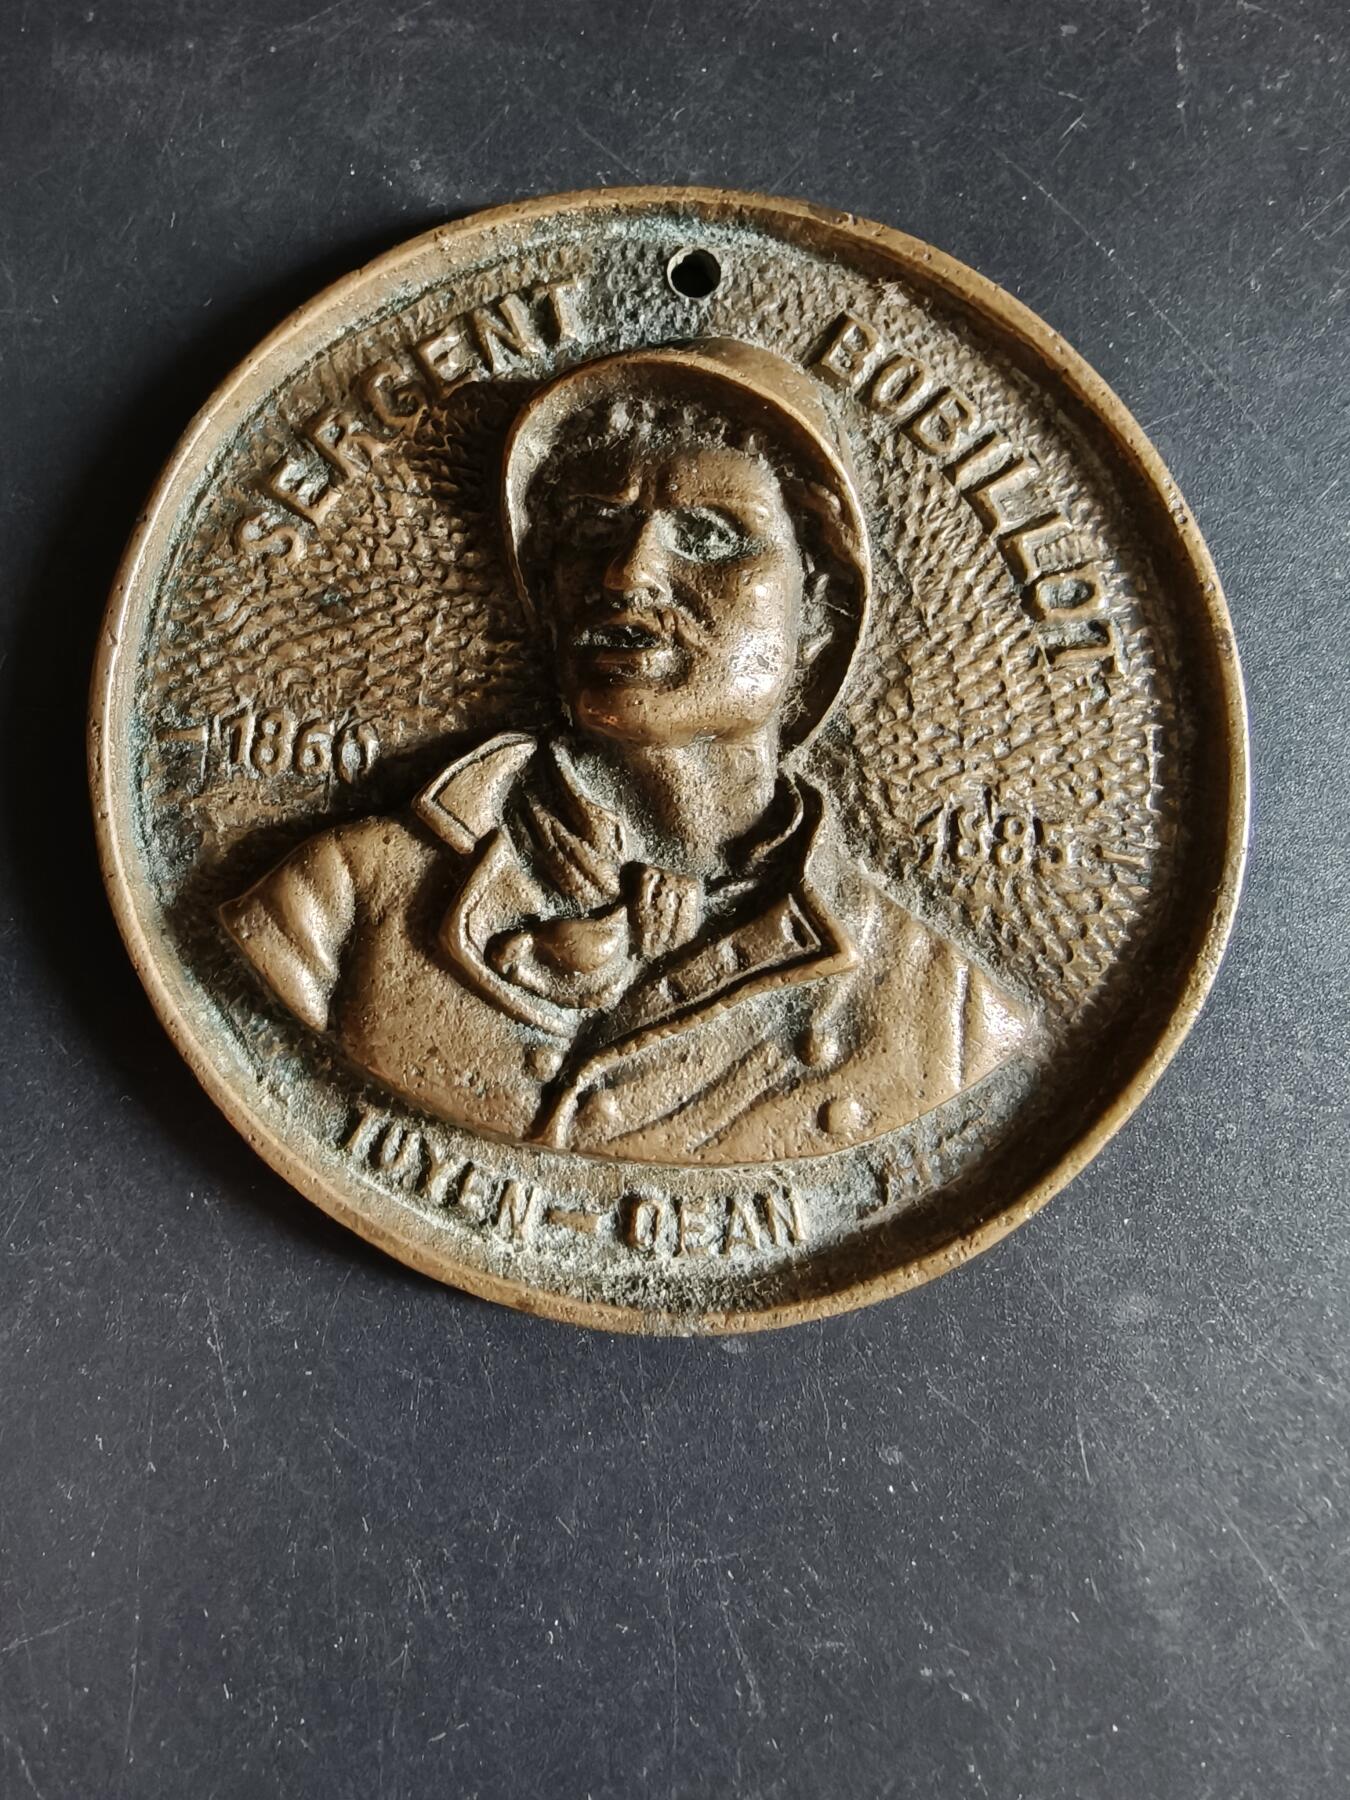 SERGENT BOBILLOT
1860
1885
TUYEN - QUAN